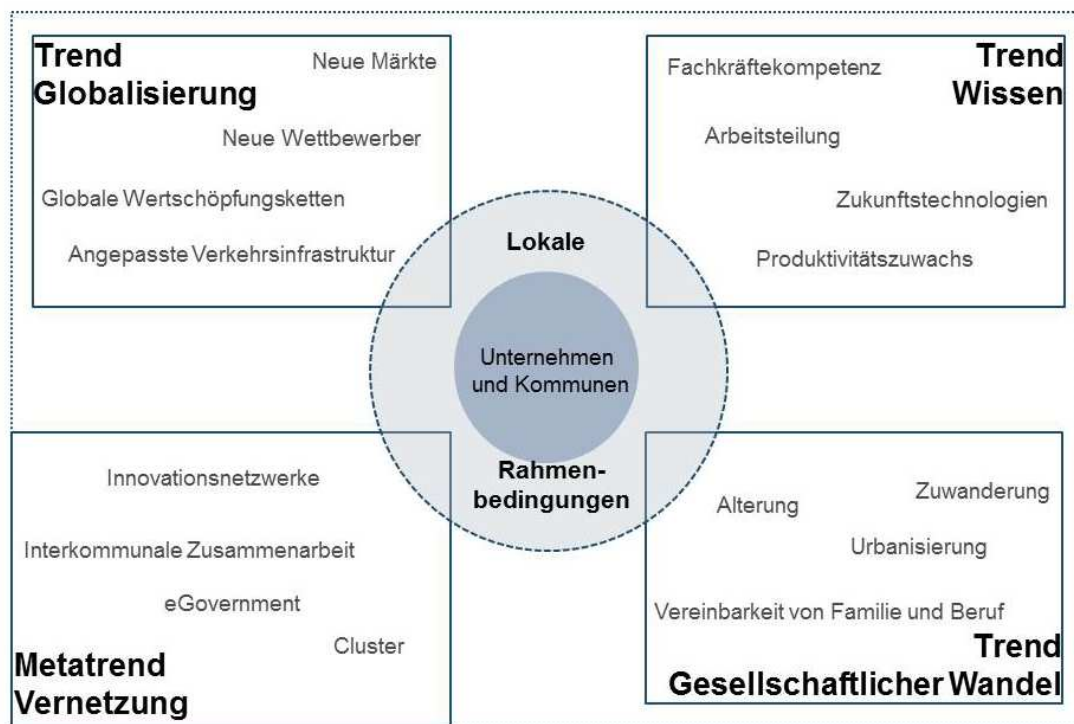 Trend
Globalisierung
Neue Märkte
Neue Wettbewerber
Globale Wertschöpfungsketten
Angepasste Verkehrsinfrastruktur
Trend
Wissen
Fachkräftekompetenz
Arbeitsteilung
Zukunftstechnologien
Produktivitätszuwachs
Lokale
Unternehmen
und Kommunen
Rahmen-
bedingungen
Innovationsnetzwerke
Interkommunale Zusammenarbeit
eGovernment
Cluster
Metatrend
Vernetzung
Zuwanderung
Alterung
Urbanisierung
Vereinbarkeit von Familie und Beruf
Trend
Gesellschaftlicher Wandel